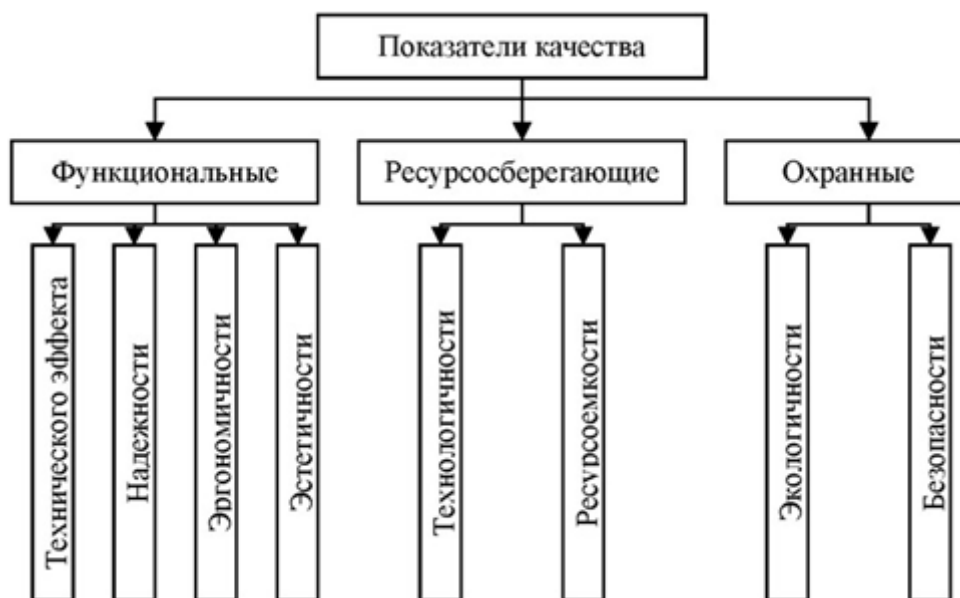 Показатели качества
Функциональные
Ресурсосберегающие
Охранные
Технического эффекта
Надежности
Эргономичности
Эстетичности
Технологичности
Ресурсоемкости
Экологичности
Безопасности